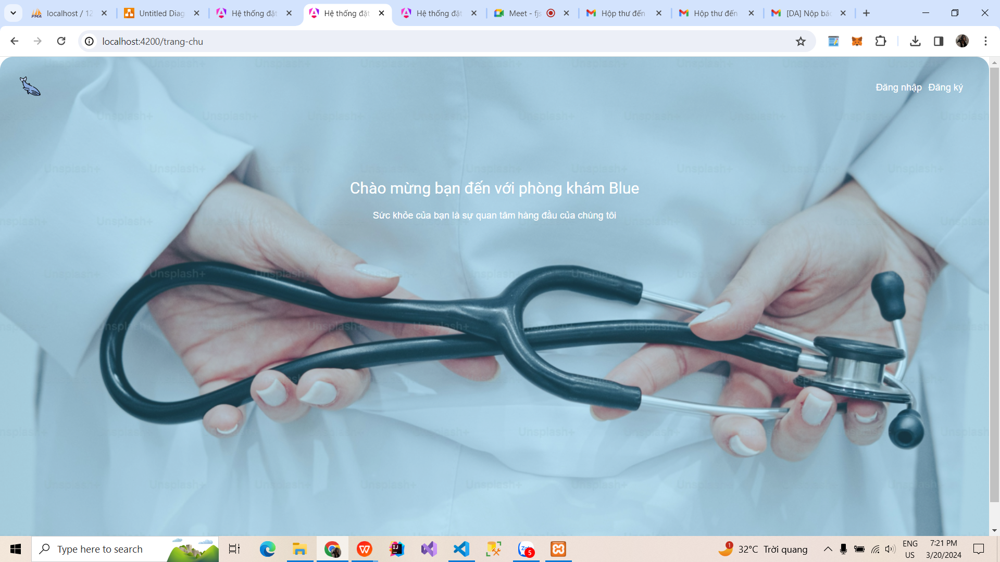 localhost / 12
Untitled Diag
Hệ thống đặt
Hệ thống đặt
Hệ thống đặt
Meet - fjs
Hộp thư đến
Hộp thư đến
[DA] Nộp bác
localhost:4200/trang-chu
Đăng nhập Đăng ký
Chào mừng bạn đến với phòng khám Blue
Sức khỏe của bạn là sự quan tâm hàng đầu của chúng tôi
Unsplash+
Type here to search
5
1
32°C Trời quang
ENG
US
7:21 PM
3/20/2024